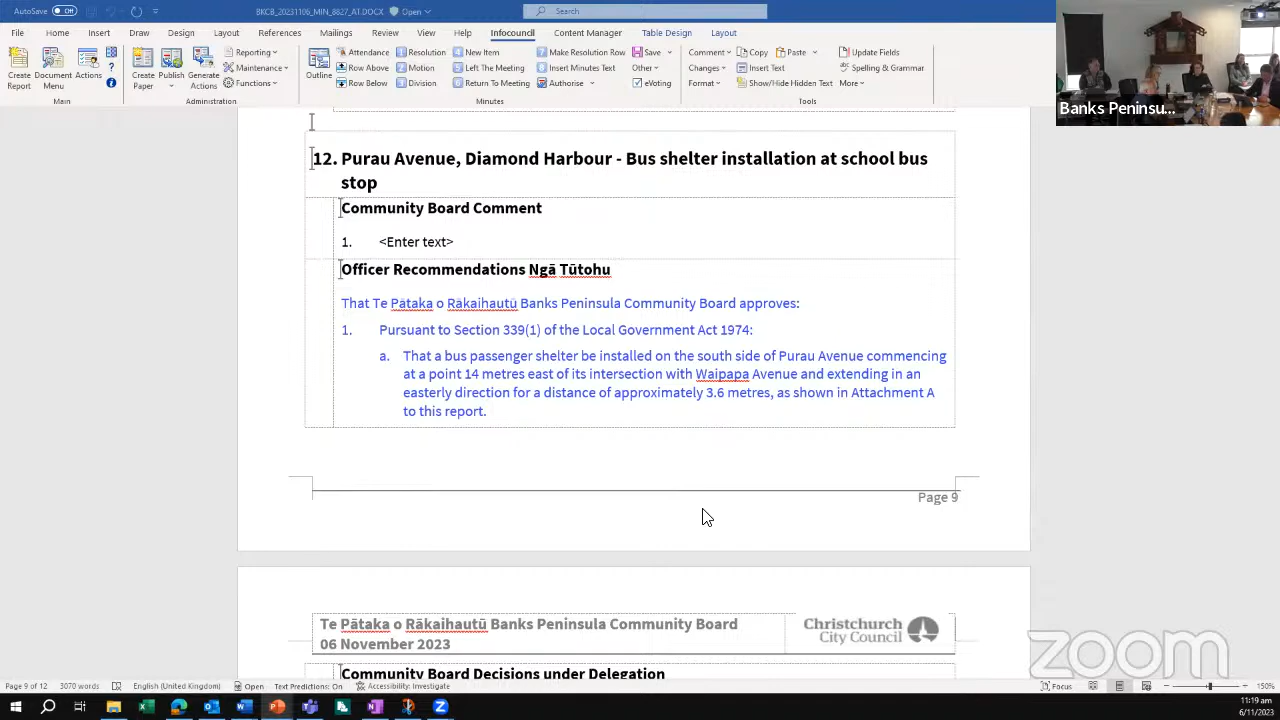 AutoSave Off
BKCB_20231106_MIN_8827_AT.DOCX
Open
Search
File Home Insert Draw Design Layout References Mailings Review View Help Infocouncil Content Manager Table Design Layout
Create Report
Document Menu
Actions
Main
Create Report
Publish
Generate Actions
Reporting
Maintenance
Functions
Administration
Outline
Attendance
Row Above
Row Below
Resolution
Motion
Division
New Item
Left The Meeting
Return To Meeting
Make Resolution Row
Insert Minutes Text
Authorise
Save
Other
eVoting
Minutes
Comment
Changes
Format
Copy
Paste
Insert Text
Show/Hide Hidden Text
Update Fields
Spelling & Grammar
More
Tools
Banks Peninsu...
12. Purau Avenue, Diamond Harbour - Bus shelter installation at school bus
stop
Community Board Comment
1. <Enter text>
Officer Recommendations Ngā Tūtohu
That Te Pātaka o Rākaihautū Banks Peninsula Community Board approves:
1. Pursuant to Section 339(1) of the Local Government Act 1974:
a. That a bus passenger shelter be installed on the south side of Purau Avenue commencing
at a point 14 metres east of its intersection with Waipapa Avenue and extending in an
easterly direction for a distance of approximately 3.6 metres, as shown in Attachment A
to this report.
Page 9
Te Pātaka o Rākaihautū Banks Peninsula Community Board
06 November 2023
Christchurch
City Council
Community Board Decisions under Delegation
zoom
Page 9 of 12 3070 words English (United Kingdom) Open Text Predictions: On Accessibility: Investigate Focus 150%
11:19 am
6/11/2023